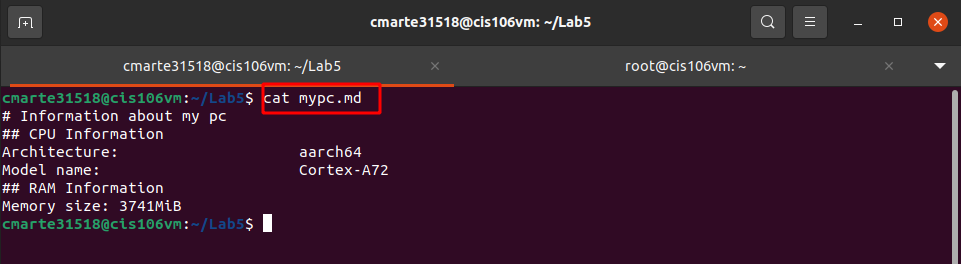 cmarte31518@cis106vm: ~/Lab5
cmarte31518@cis106vm: ~/Lab5 × root@cis106vm: ~ ×
cmarte31518@cis106vm:~/Lab5$ cat mypc.md
# Information about my pc
## CPU Information
Architecture:                    aarch64
Model name:                      Cortex-A72
## RAM Information
Memory size: 3741MiB
cmarte31518@cis106vm:~/Lab5$